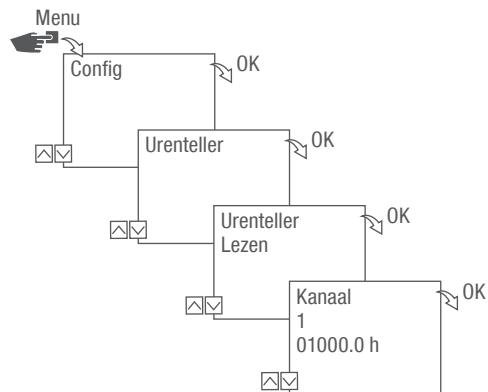 Menu
Config
OK
Urenteller
OK
Urenteller
Lezen
OK
Kanaal
1
01000.0 h
OK